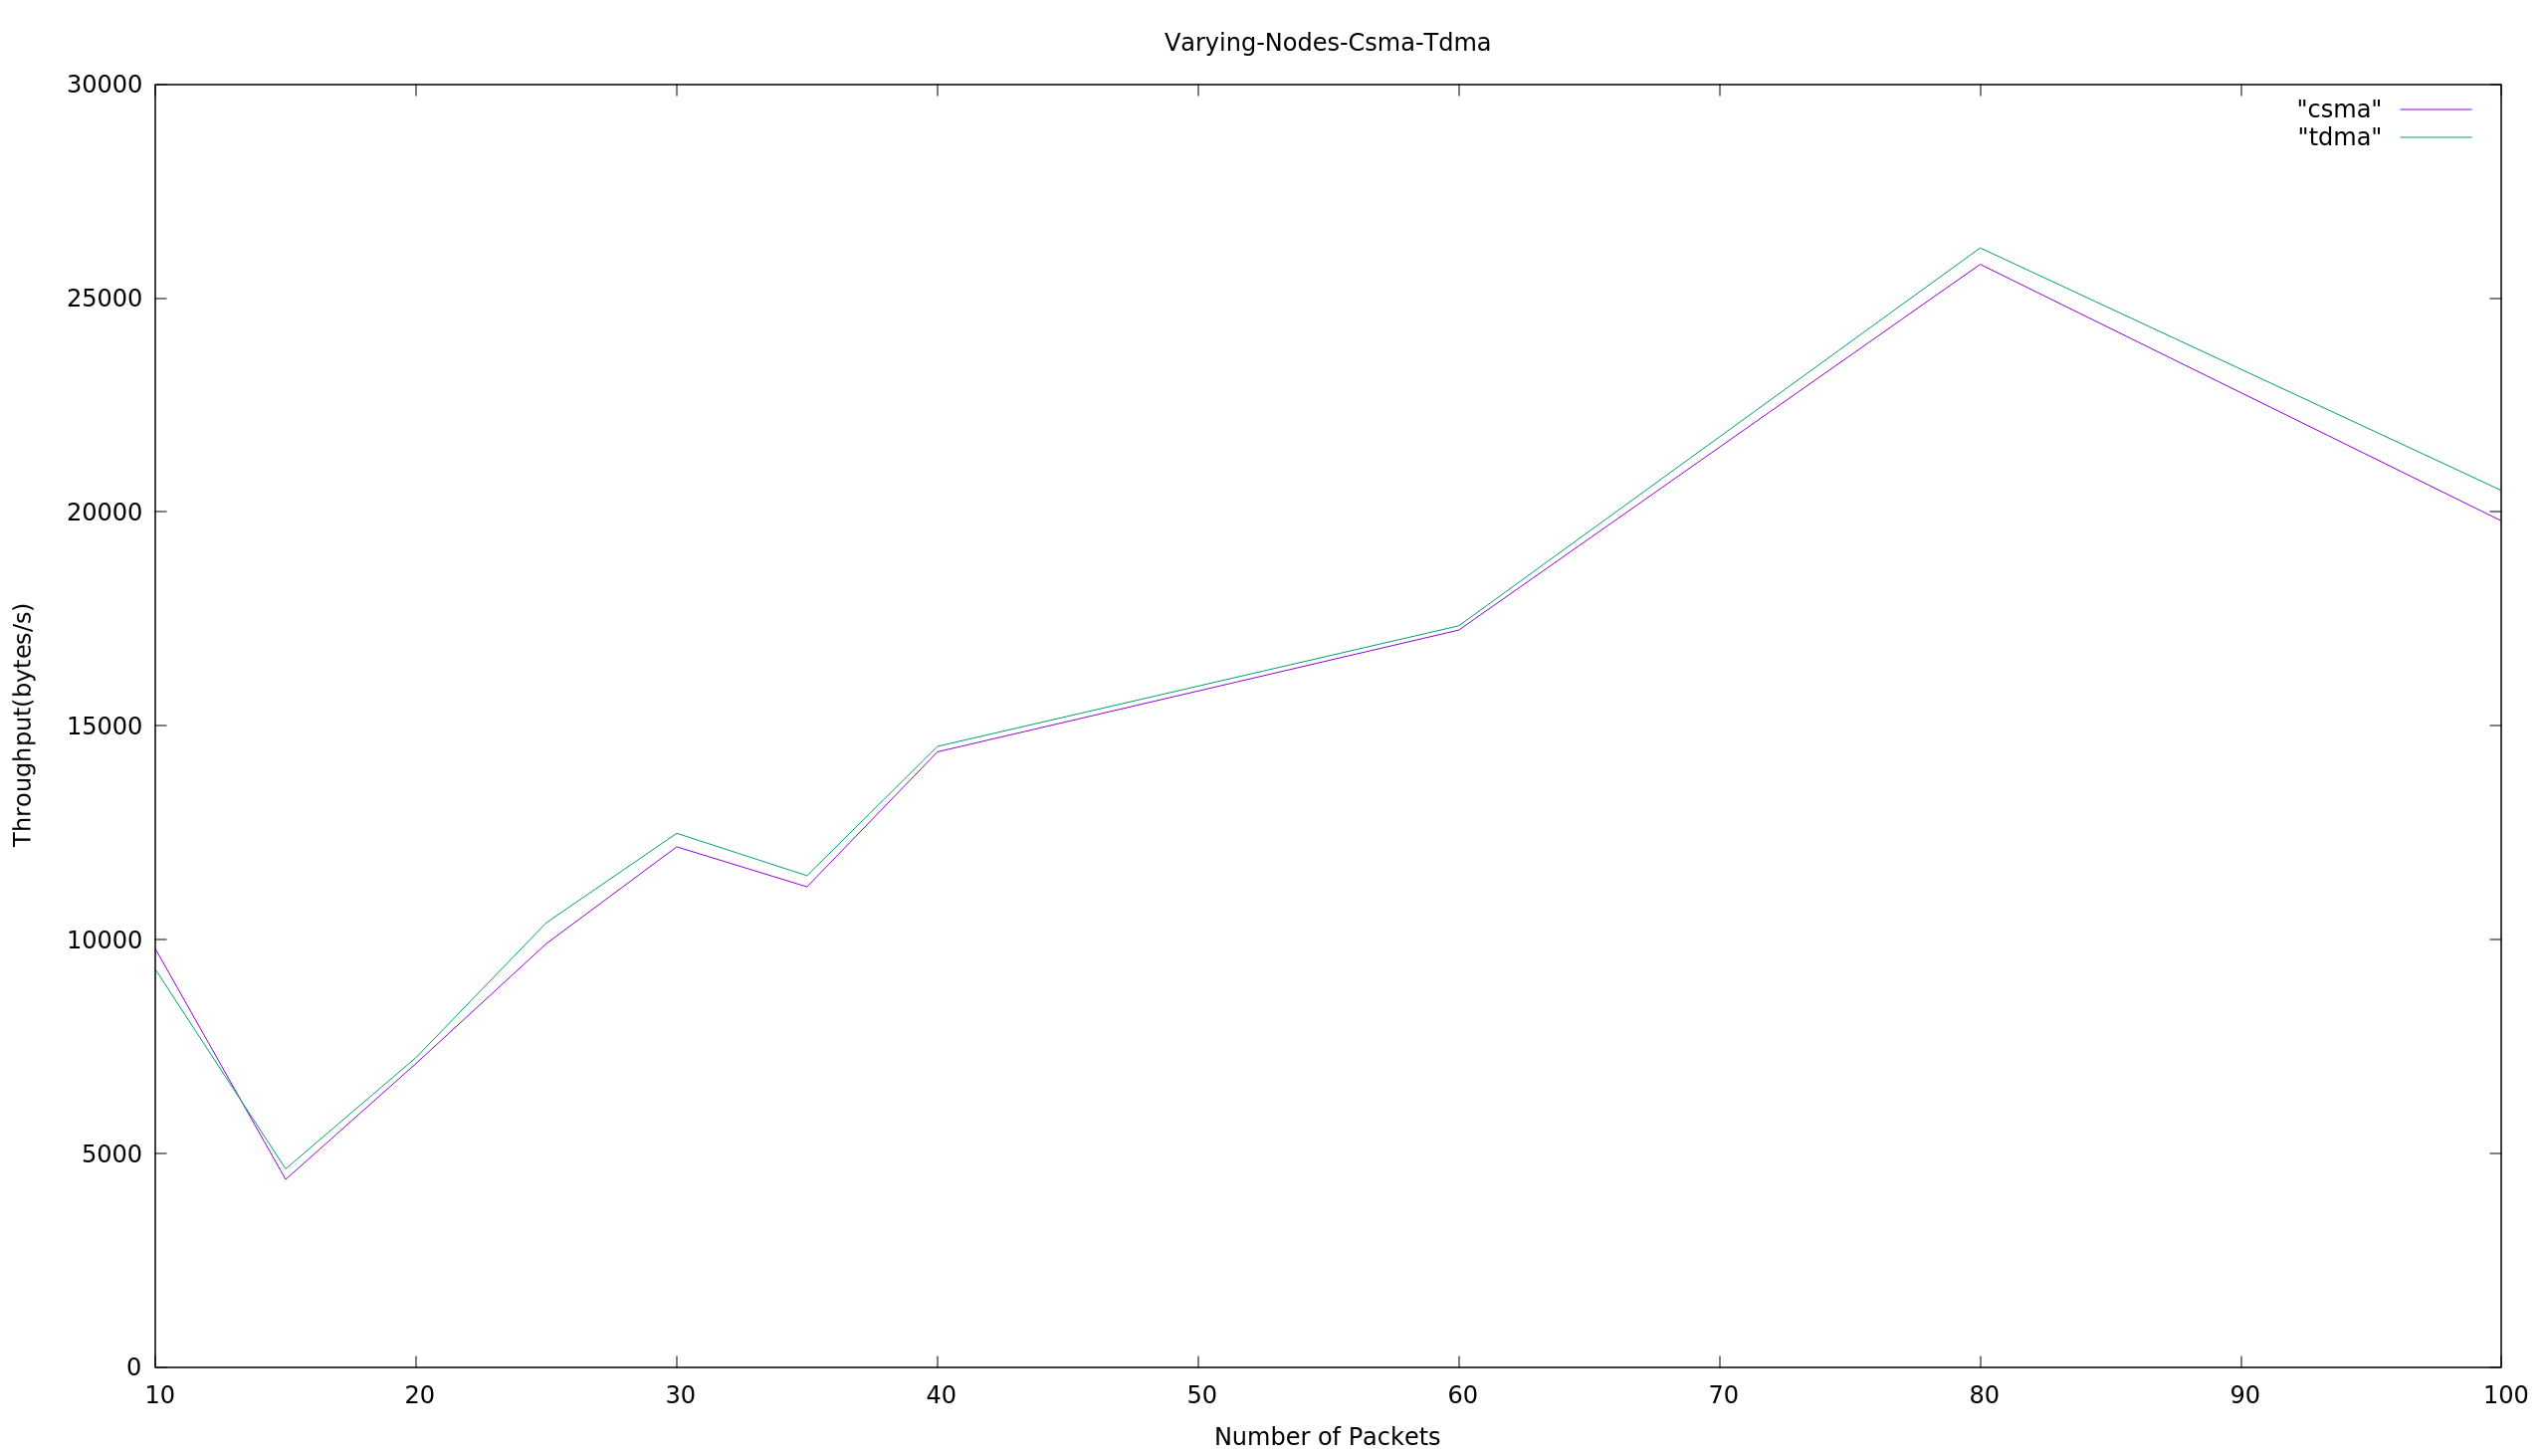 Varying-Nodes-Csma-Tdma
30000
25000
20000
15000
10000
5000
0
"csma"
"tdma"
Throughput(bytes/s)
10 20 30 40 50 60 70 80 90 100
Number of Packets